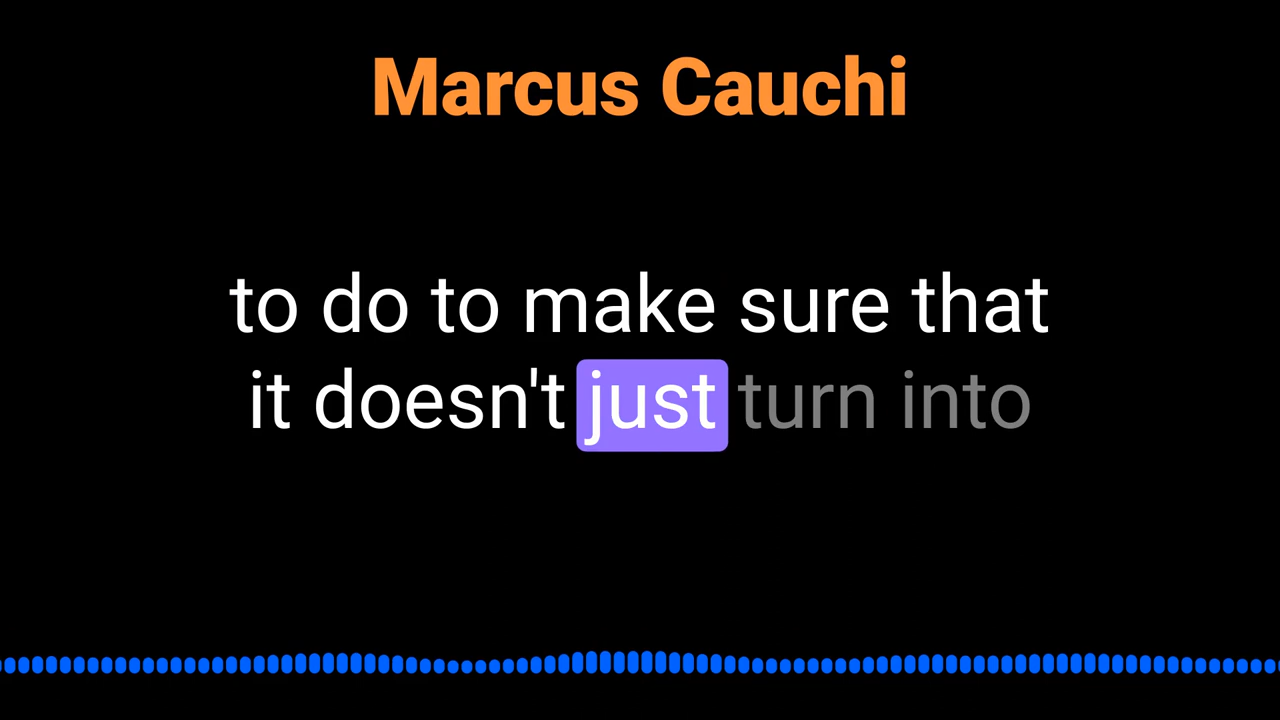 Marcus Cauchi
to do to make sure that
it doesn't just turn into